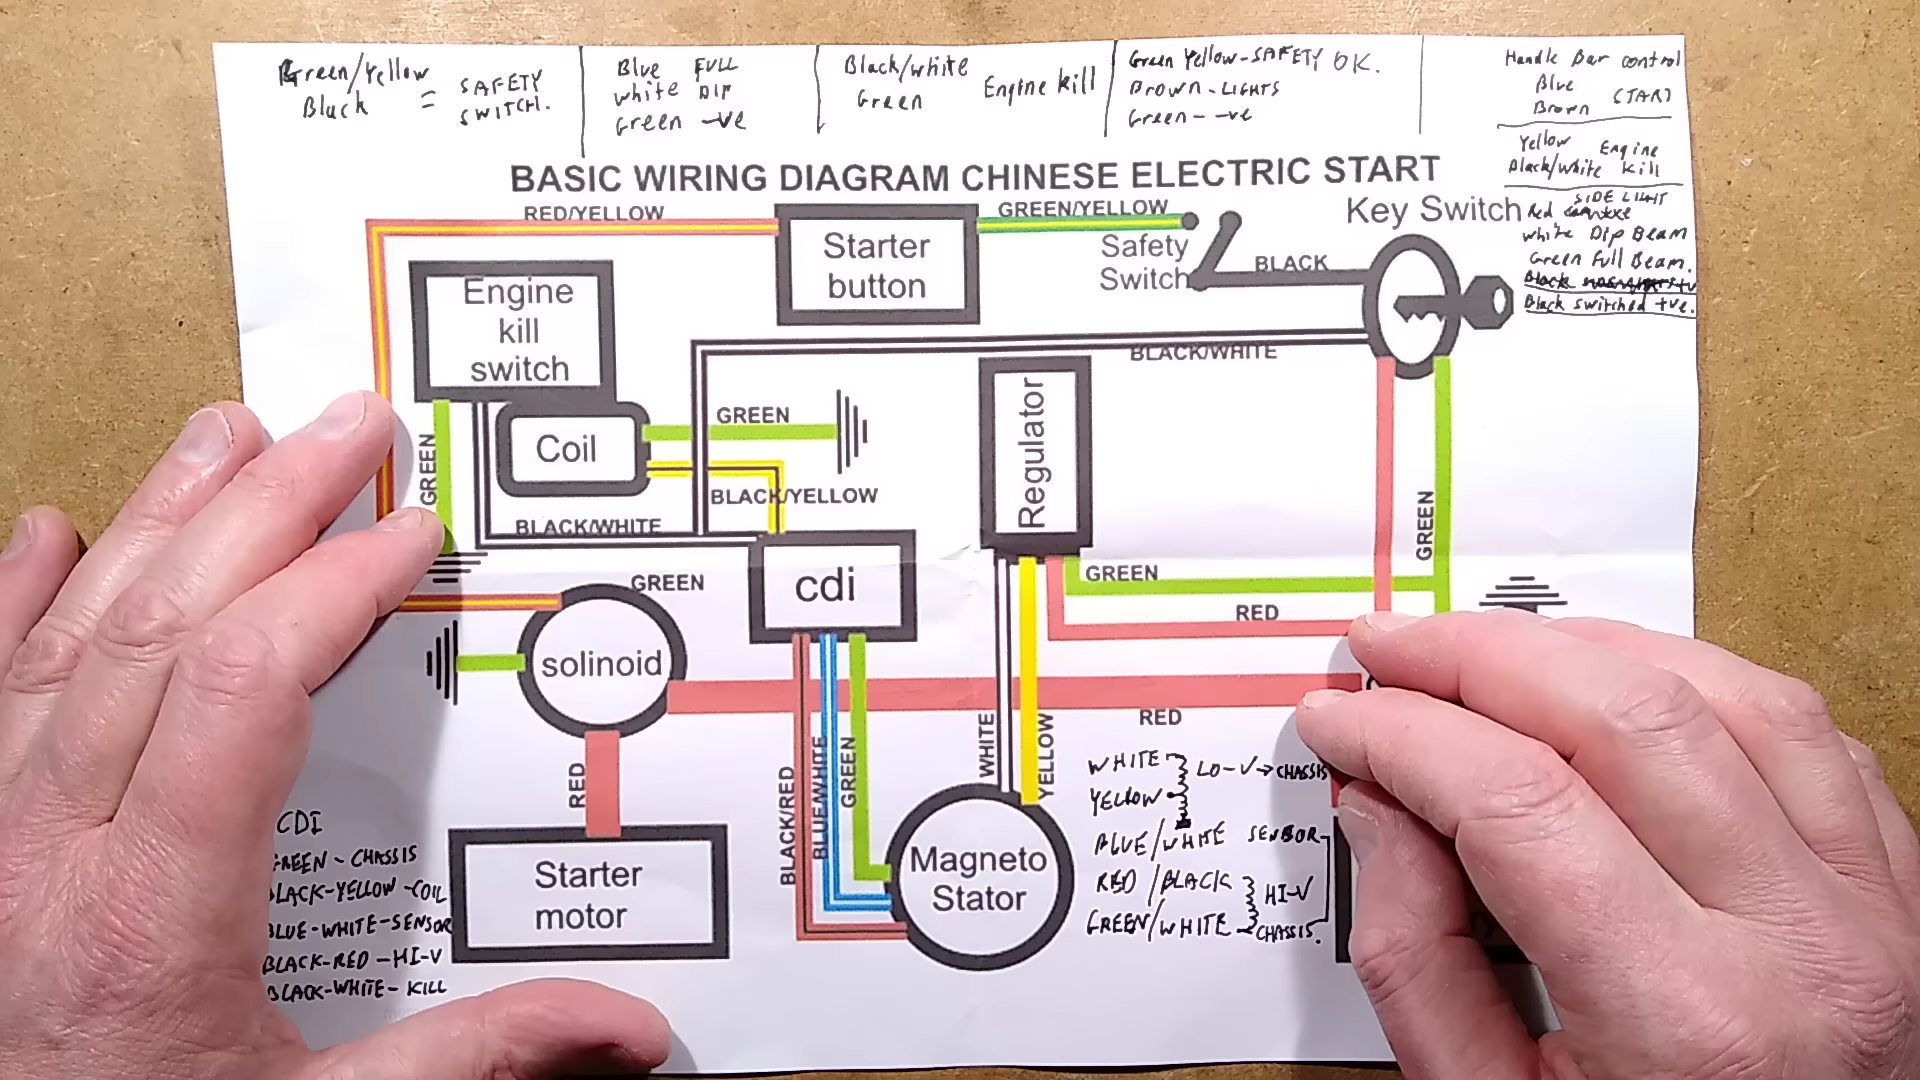 Green/Yellow
Black = SAFETY SWITCH.
Blue FULL
White DIP
Green -ve
Black/white
Green Engine kill
Green Yellow-SAFETY OK.
Brown-LIGHTS
Green- -ve
Handle Bar control
Blue
Brown START
Yellow Engine
Black/white kill
SIDE LIGHT
Red
White Dip Beam
Green Full Beam.
Black
Black switched +ve.
BASIC WIRING DIAGRAM CHINESE ELECTRIC START
RED/YELLOW
GREEN/YELLOW
Key Switch
Starter
button
Safety
Switch
BLACK
Engine
kill
switch
BLACK/WHITE
Regulator
GREEN
Coil
GREEN
BLACK/YELLOW
BLACK/WHITE
GREEN
GREEN
cdi
GREEN
RED
solinoid
RED
RED
BLACK/RED
BLUE/WHITE
GREEN
WHITE
YELLOW
Starter
motor
Magneto
Stator
WHITE LO-V→CHASSIS
YELLOW
BLUE/WHITE SENSOR
RED/BLACK HI-V
GREEN/WHITE CHASSIS.
CDI
GREEN-CHASSIS
BLACK-YELLOW-COIL
BLUE-WHITE-SENSOR
BLACK-RED-HI-V
BLACK-WHITE-KILL